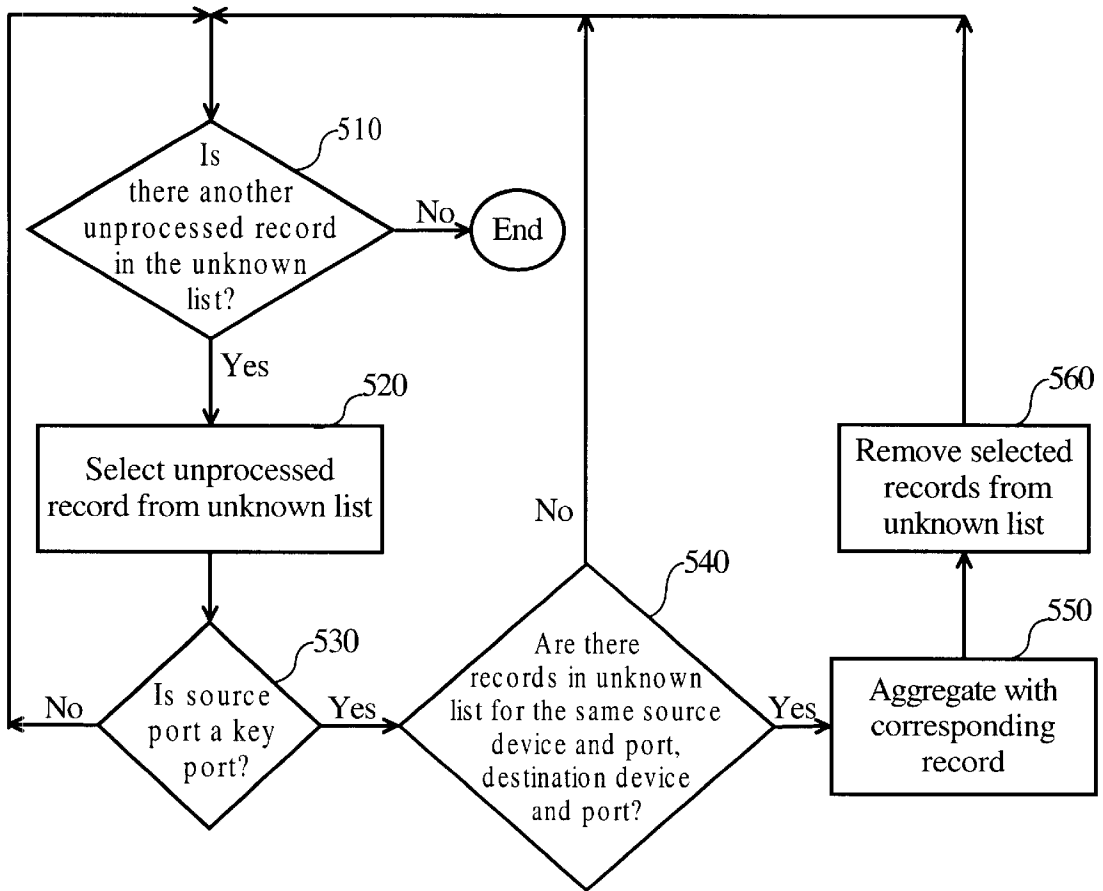 510
Is
there another
unprocessed record
in the unknown
list?
No
End
Yes
520
Select unprocessed
record from unknown list
530
Is source
port a key
port?
No
Yes
540
Are there
records in unknown
list for the same source
device and port,
destination device
and port?
No
Yes
550
Aggregate with
corresponding
record
560
Remove selected
records from
unknown list